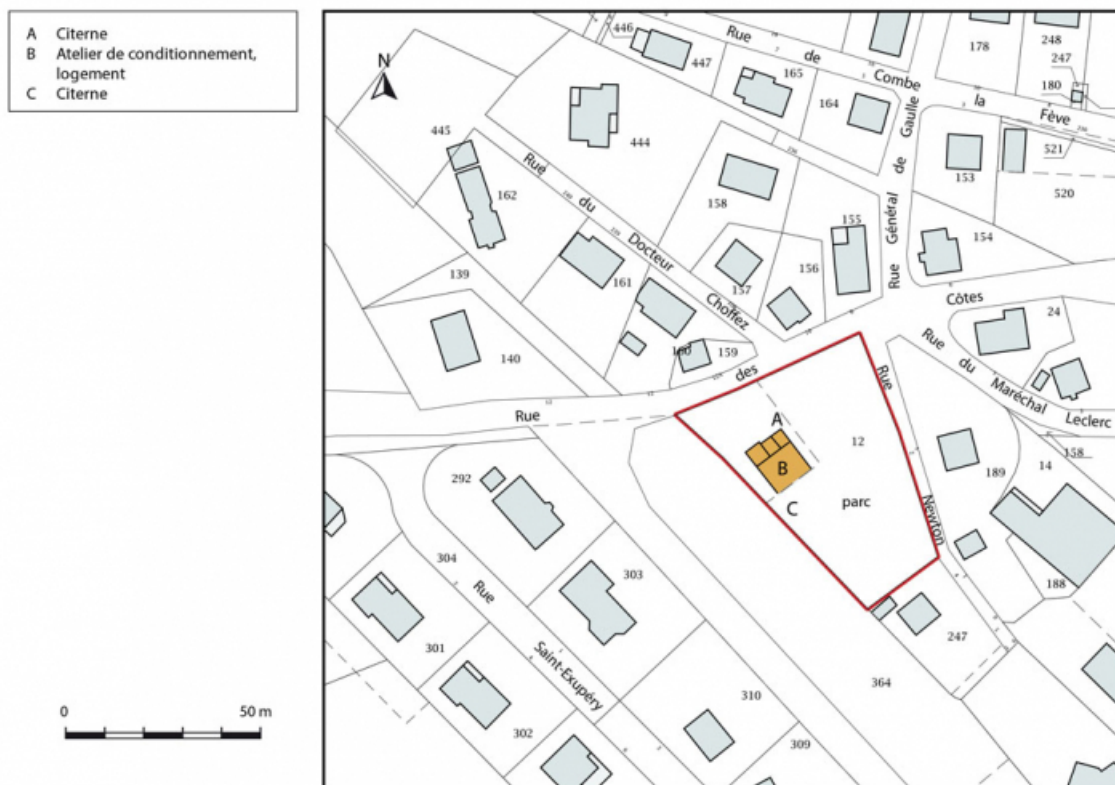 A Citerne
B Atelier de conditionnement,
logement
C Citerne
N
0 50 m
446
447
Rue de Combe la Fève
178
248
247
180
165
164
445
444
162
Rue du Docteur Choffez
158
155
Rue Général de Gaulle
153
521
520
154
139
161
157
156
Côtes
24
140
160
159
des
Rue
Rue du Maréchal Leclerc
158
Rue Newton
A
12
B
C
parc
189
14
292
304
303
188
Rue Saint-Exupéry
301
247
302
310
364
309